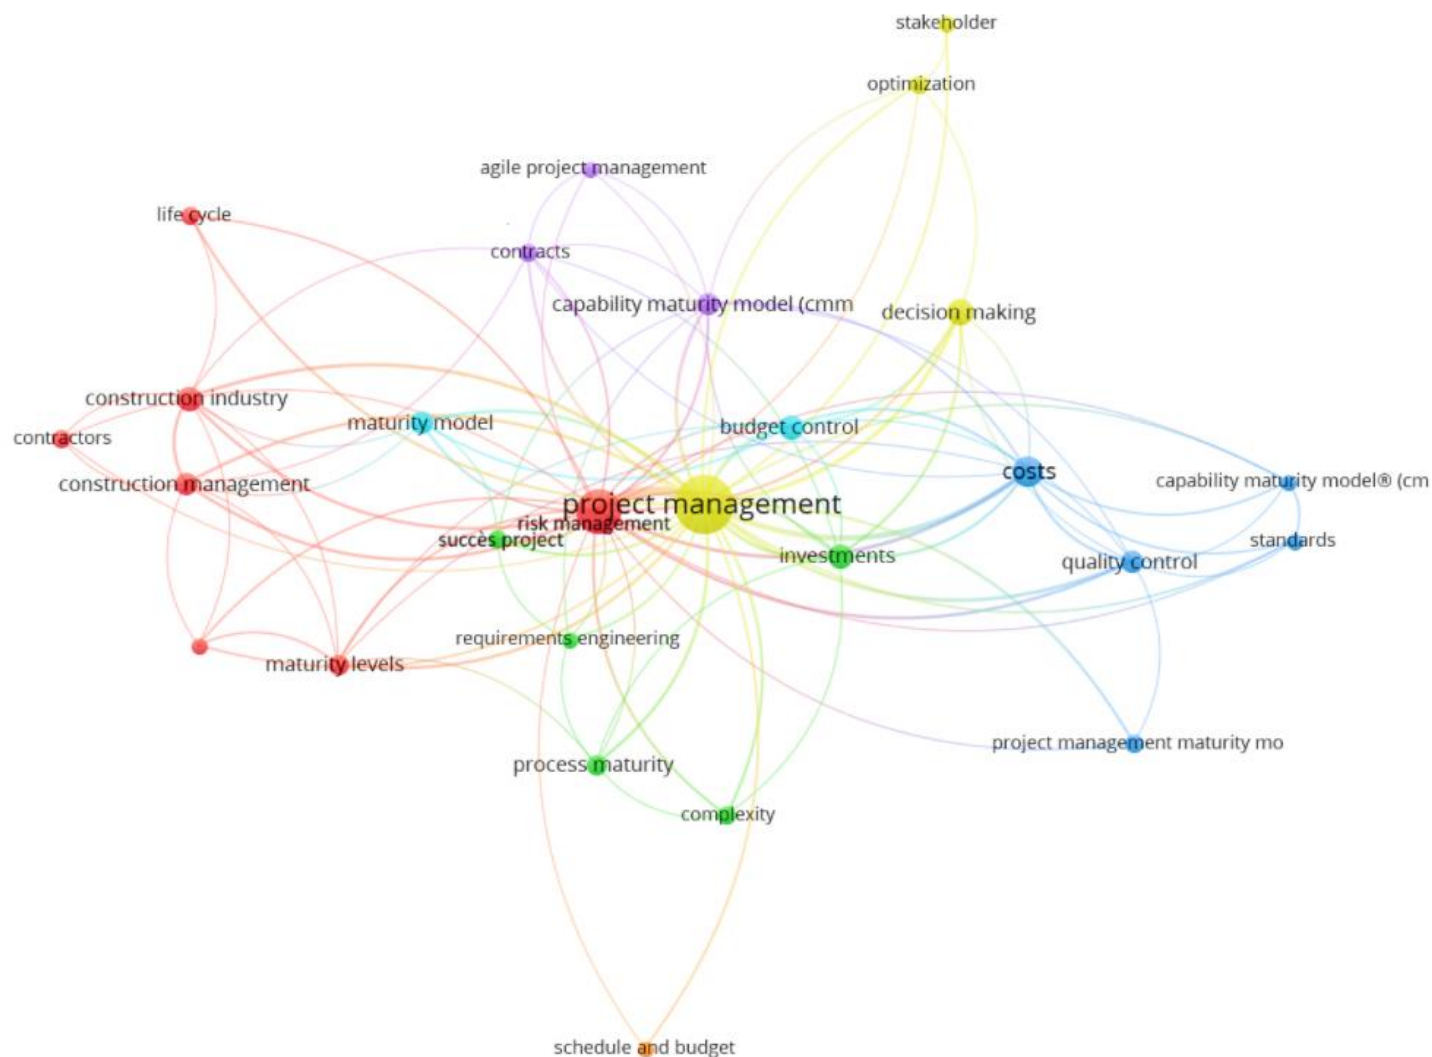 stakeholder
optimization
agile project management
life cycle
contracts
capability maturity model (cmm
decision making
construction industry
maturity model
budget control
contractors
costs
construction management
capability maturity model® (cm
project management
risk management
succès project
standards
investments
quality control
requirements engineering
maturity levels
project management maturity mo
process maturity
complexity
schedule and budget